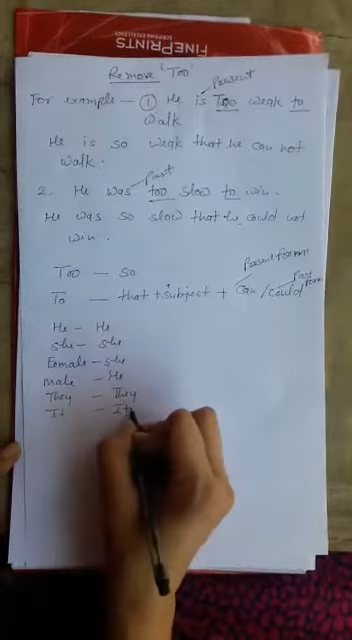 FINEPRINTS
Remove 'Too'
Present
For example — ① He is Too weak to
walk
He is so weak that he can not
walk.
Past
2. He was too slow to win.
He was so slow that he could not
win.
Too — so
Present form
Past form
To — that + subject + can / could
He - He
She - she
Female - she
Male - He
They - They
It - It